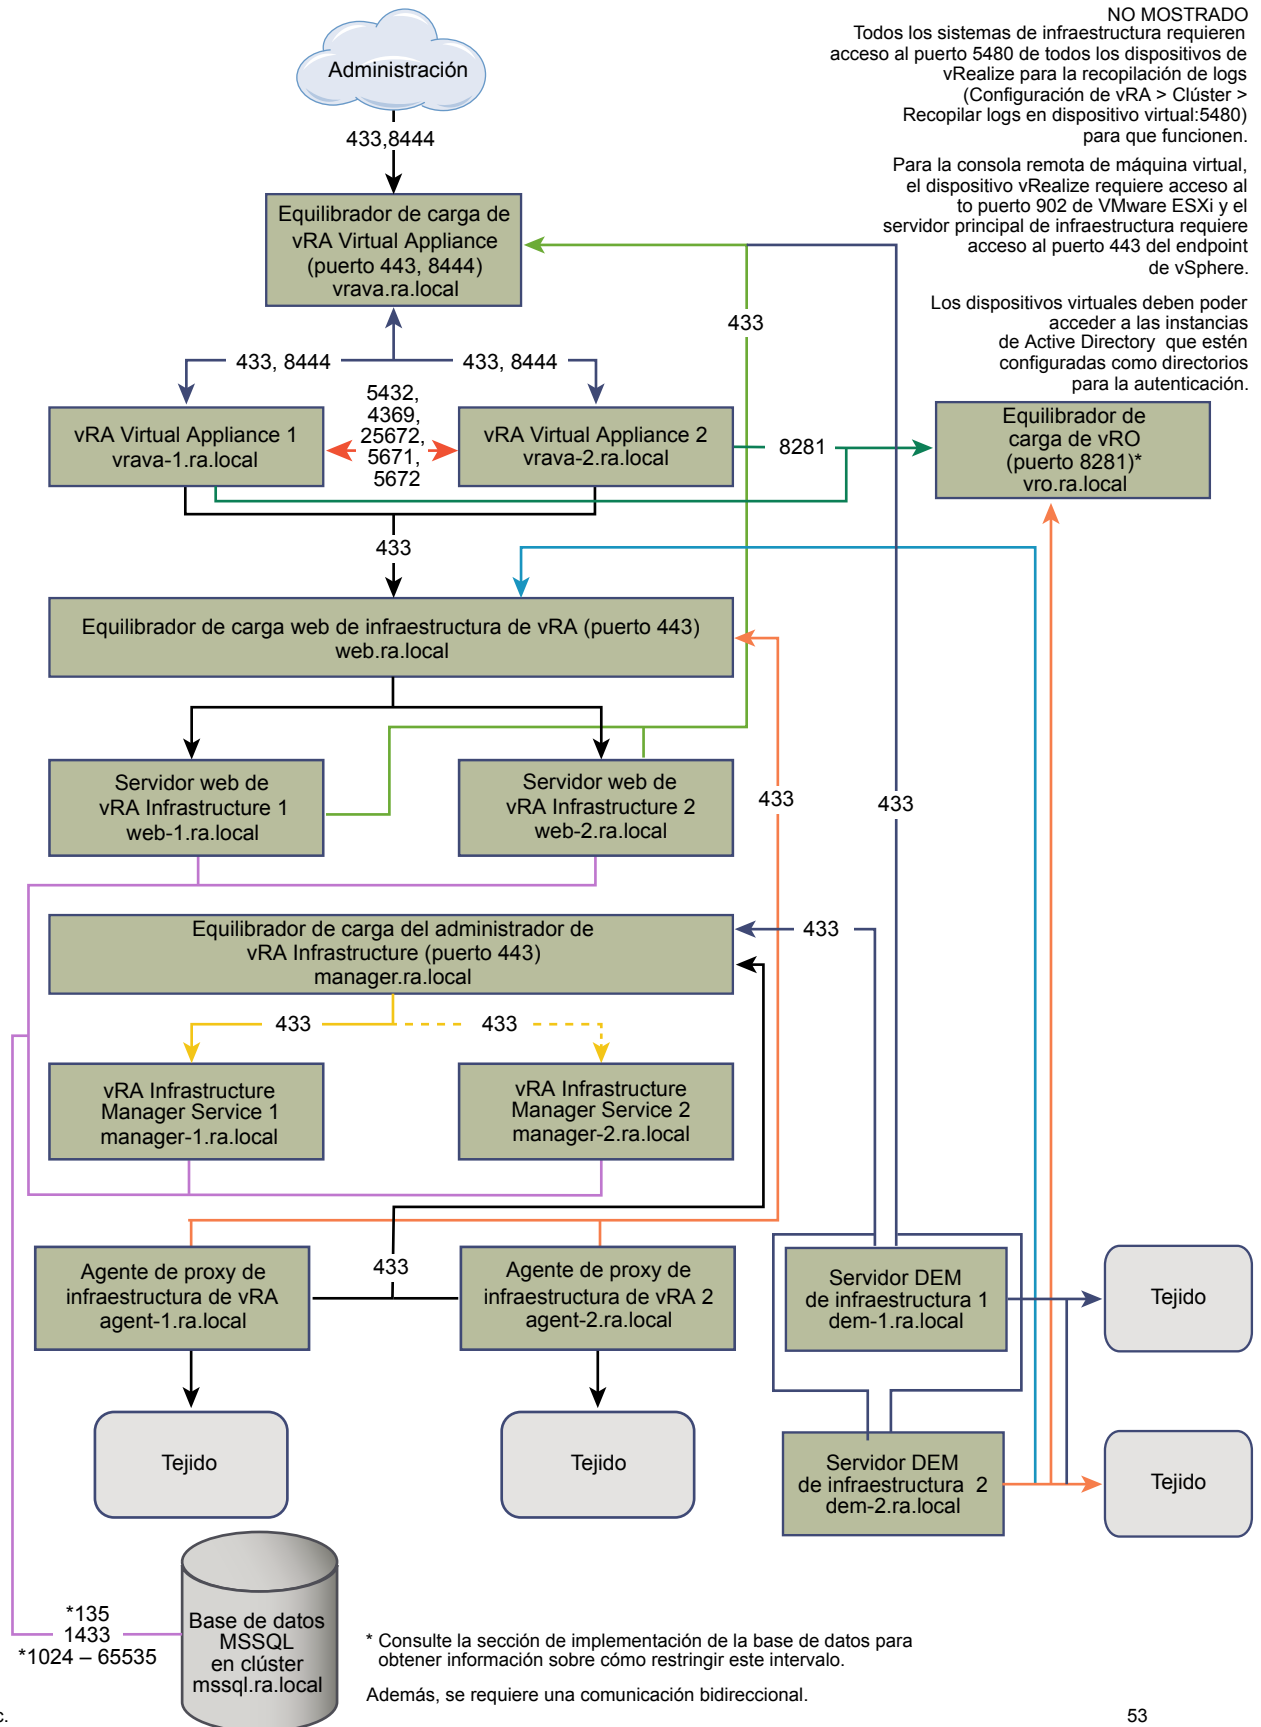 NO MOSTRADO
Todos los sistemas de infraestructura requieren
acceso al puerto 5480 de todos los dispositivos de
vRealize para la recopilación de logs
(Configuración de vRA > Clúster >
Recopilar logs en dispositivo virtual:5480)
para que funcionen.
Para la consola remota de máquina virtual,
el dispositivo vRealize requiere acceso al
to puerto 902 de VMware ESXi y el
servidor principal de infraestructura requiere
acceso al puerto 443 del endpoint
de vSphere.
Los dispositivos virtuales deben poder
acceder a las instancias
de Active Directory que estén
configuradas como directorios
para la autenticación.
Administración
433,8444
Equilibrador de carga de
vRA Virtual Appliance
(puerto 443, 8444)
vrava.ra.local
433
433, 8444
433, 8444
5432,
4369,
25672,
5671,
5672
vRA Virtual Appliance 1
vrava-1.ra.local
vRA Virtual Appliance 2
vrava-2.ra.local
8281
Equilibrador de
carga de vRO
(puerto 8281)*
vro.ra.local
433
Equilibrador de carga web de infraestructura de vRA (puerto 443)
web.ra.local
Servidor web de
vRA Infrastructure 1
web-1.ra.local
Servidor web de
vRA Infrastructure 2
web-2.ra.local
433
433
Equilibrador de carga del administrador de
vRA Infrastructure (puerto 443)
manager.ra.local
433
433
433
vRA Infrastructure
Manager Service 1
manager-1.ra.local
vRA Infrastructure
Manager Service 2
manager-2.ra.local
Agente de proxy de
infraestructura de vRA
agent-1.ra.local
433
Agente de proxy de
infraestructura de vRA 2
agent-2.ra.local
Servidor DEM
de infraestructura 1
dem-1.ra.local
Tejido
Tejido
Tejido
Servidor DEM
de infraestructura 2
dem-2.ra.local
Tejido
*135
1433
*1024 – 65535
Base de datos
MSSQL
en clúster
mssql.ra.local
* Consulte la sección de implementación de la base de datos para
obtener información sobre cómo restringir este intervalo.
Además, se requiere una comunicación bidireccional.
c.
53